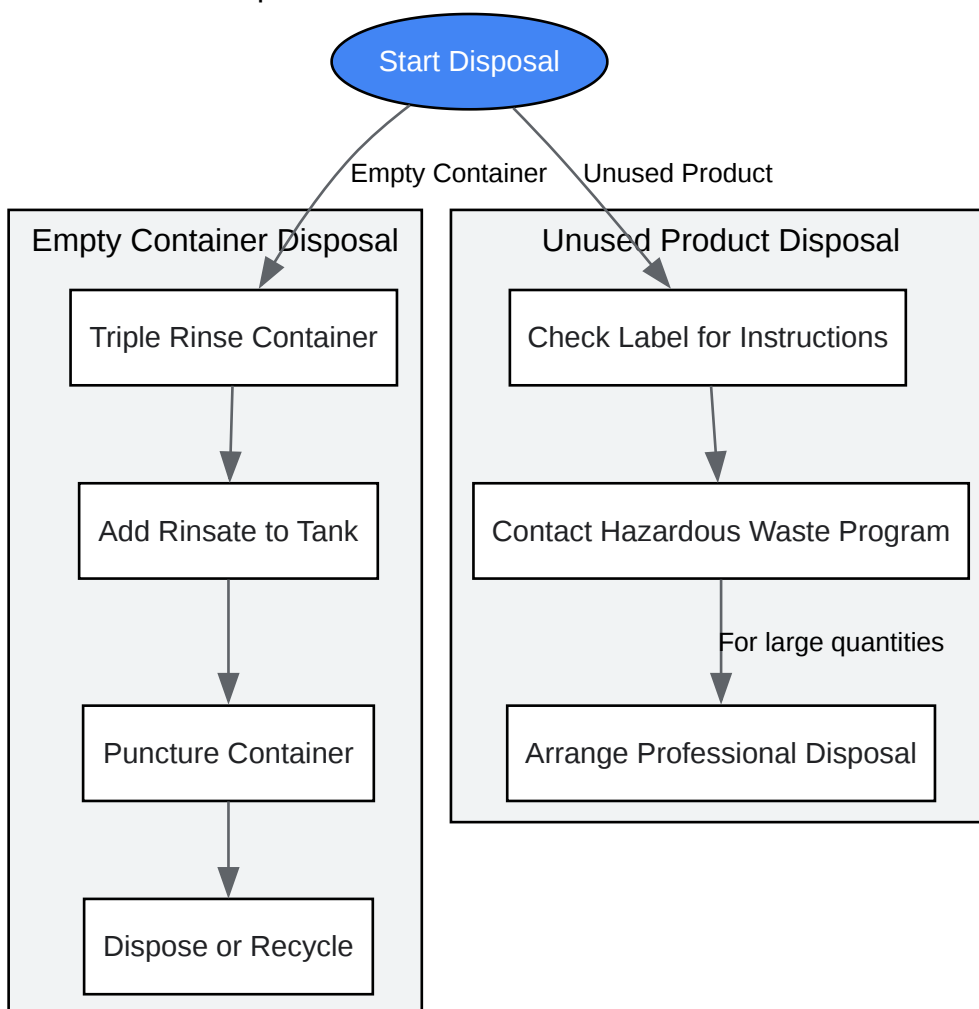 Start Disposal
Empty Container
Unused Product
Empty Container Disposal
Triple Rinse Container
Add Rinsate to Tank
Puncture Container
Dispose or Recycle
Unused Product Disposal
Check Label for Instructions
Contact Hazardous Waste Program
For large quantities
Arrange Professional Disposal